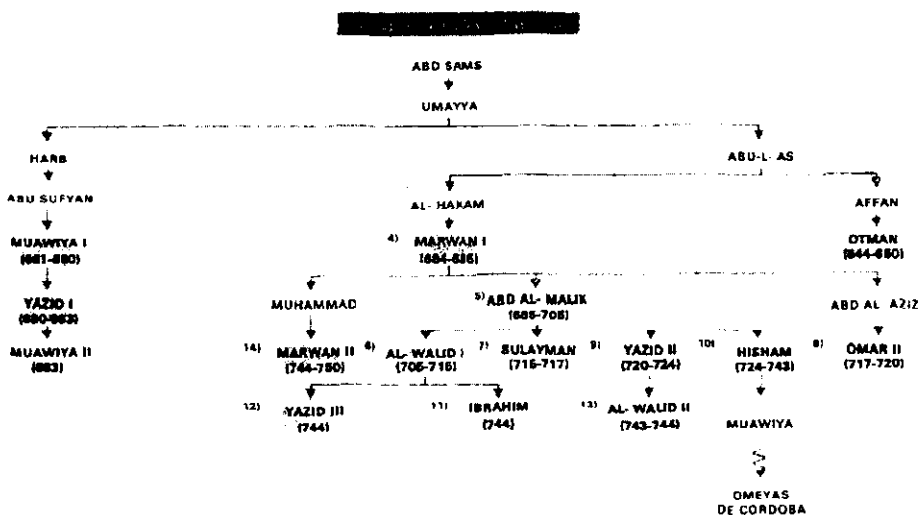 ABD SAMS
UMAYYA
HARB
ABU-L-AS
ABU SUFYAN
AL-HAKAM
AFFAN
MUAWIYA I
(661-680)
4) MARWAN I
(684-685)
OTMAN
(644-650)
YAZID I
(680-683)
MUHAMMAD
5) ABD AL-MALIK
(685-705)
ABD AL AZIZ
MUAWIYA II
(683)
14) MARWAN II
(744-750)
6) AL-WALID I
(705-715)
7) SULAYMAN
(715-717)
9) YAZID II
(720-724)
10) HISHAM
(724-743)
8) OMAR II
(717-720)
12) YAZID III
(744)
11) IBRAHIM
(744)
13) AL-WALID II
(743-744)
MUAWIYA
OMEYAS
DE CORDOBA